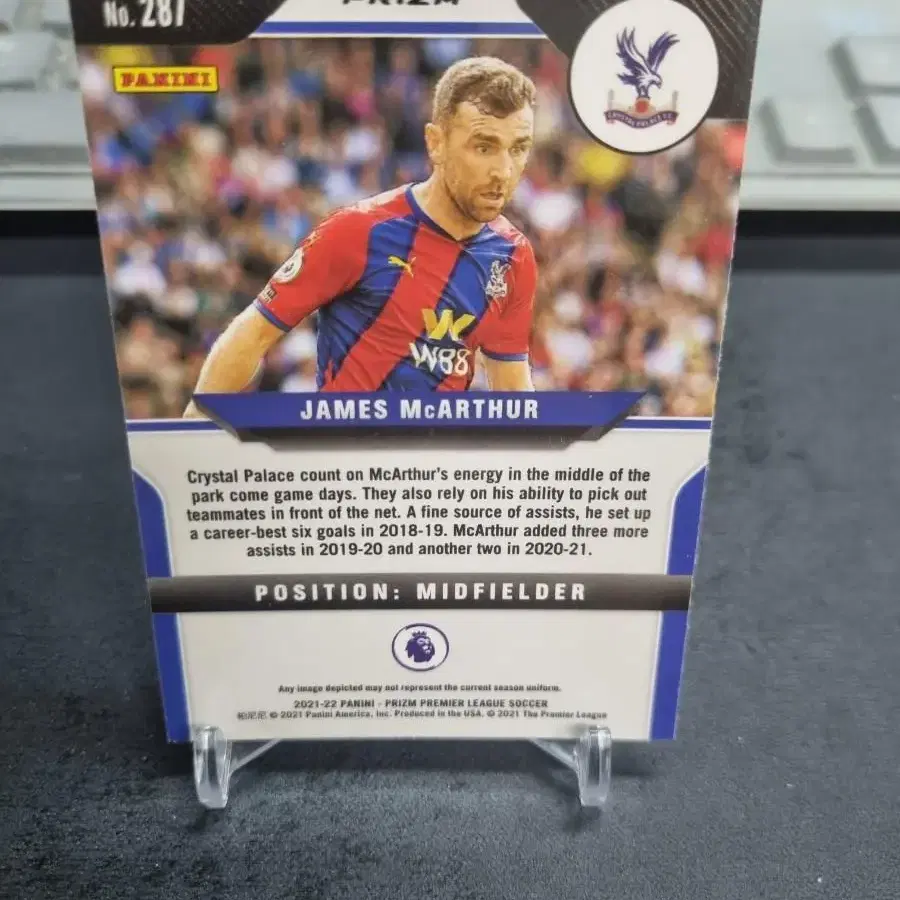 No. 287
PRIZM
PANINI
CRYSTAL PALACE F.C.
W88
JAMES McARTHUR
Crystal Palace count on McArthur's energy in the middle of the
park come game days. They also rely on his ability to pick out
teammates in front of the net. A fine source of assists, he set up
a career-best six goals in 2018-19. McArthur added three more
assists in 2019-20 and another two in 2020-21.
POSITION: MIDFIELDER
Any image depicted may not represent the current season uniform.
2021-22 PANINI - PRIZM PREMIER LEAGUE SOCCER
© 2021 Panini America, Inc. Produced in the USA. © 2021 The Premier League